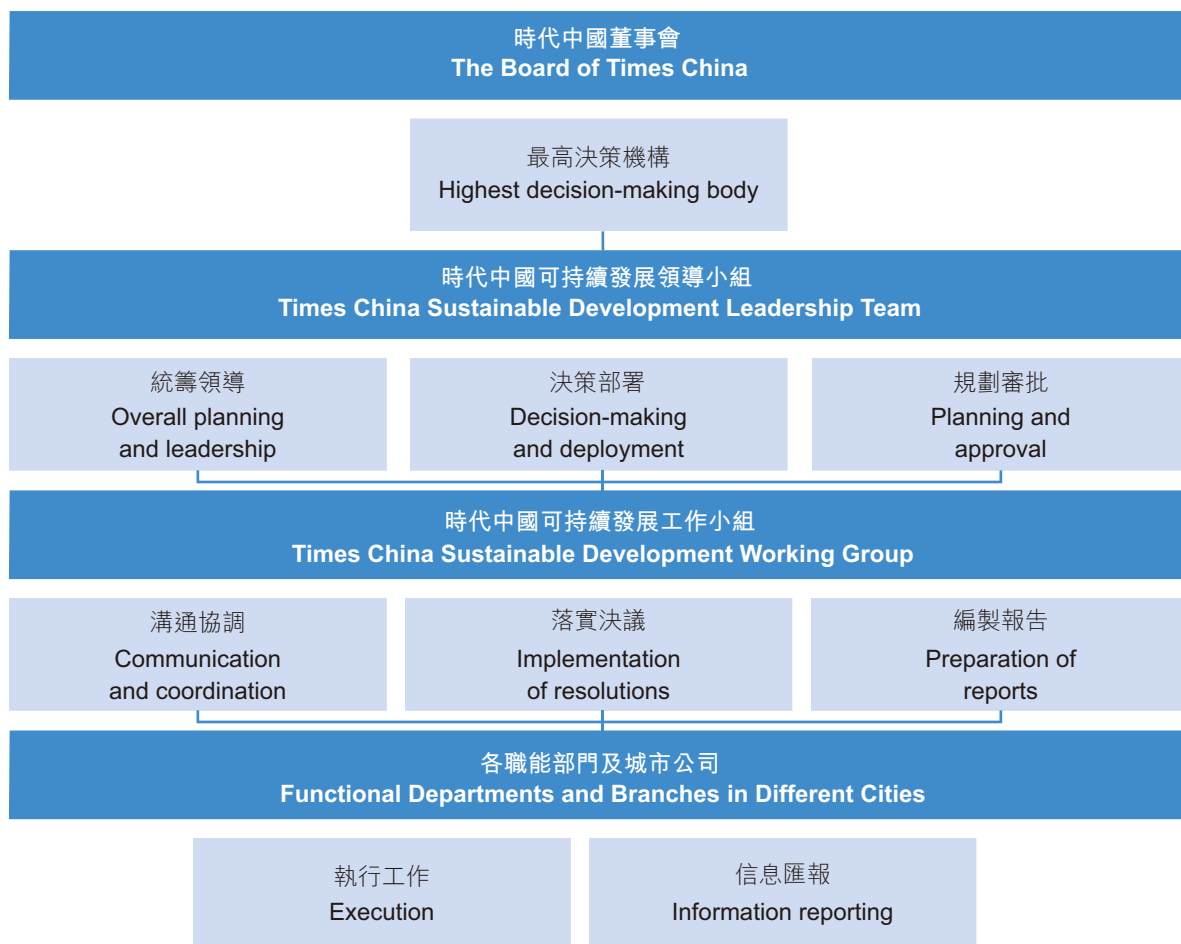 時代中國董事會
The Board of Times China
最高決策機構
Highest decision-making body
時代中國可持續發展領導小組
Times China Sustainable Development Leadership Team
統籌領導
Overall planning
and leadership
決策部署
Decision-making
and deployment
規劃審批
Planning and
approval
時代中國可持續發展工作小組
Times China Sustainable Development Working Group
溝通協調
Communication
and coordination
落實決議
Implementation
of resolutions
編製報告
Preparation of
reports
各職能部門及城市公司
Functional Departments and Branches in Different Cities
執行工作
Execution
信息匯報
Information reporting